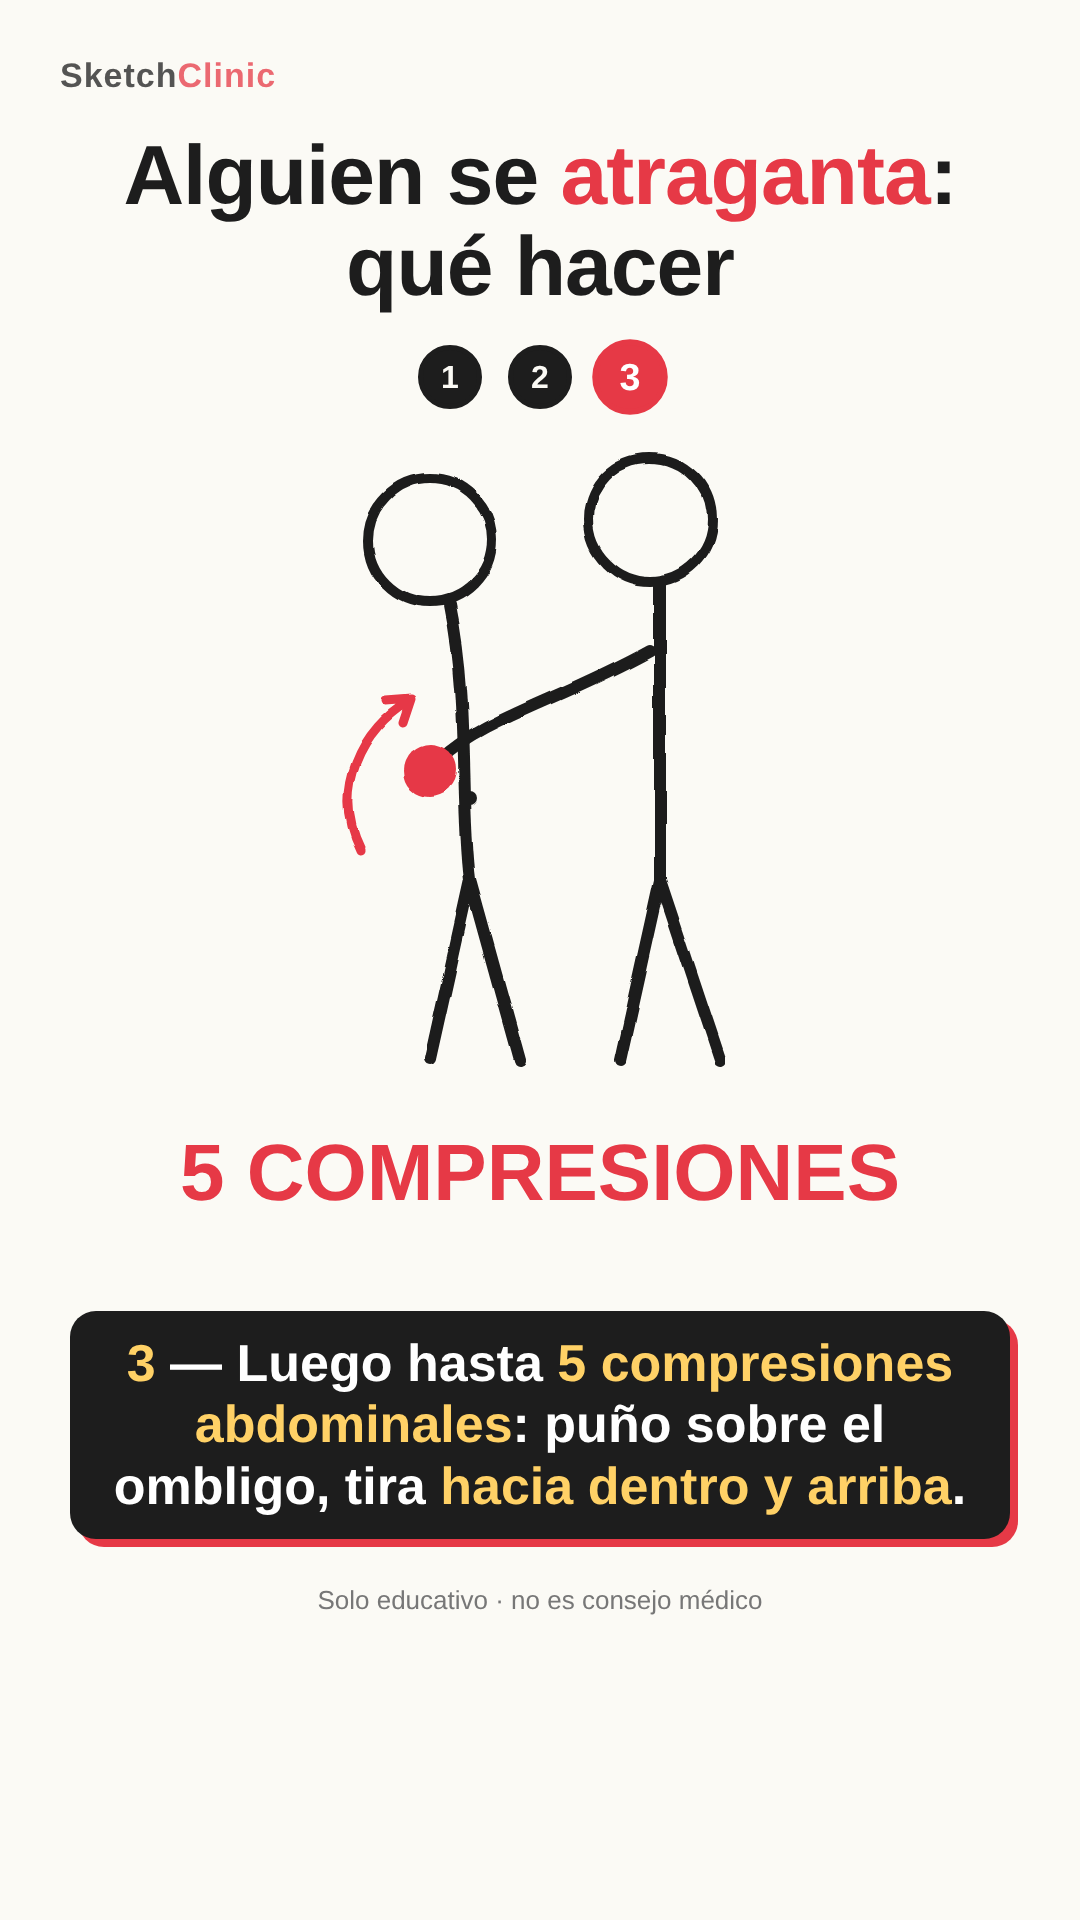 SketchClinic
Alguien se atraganta:
qué hacer
1 2 3
5 COMPRESIONES
3 — Luego hasta 5 compresiones
abdominales: puño sobre el
ombligo, tira hacia dentro y arriba.
Solo educativo · no es consejo médico